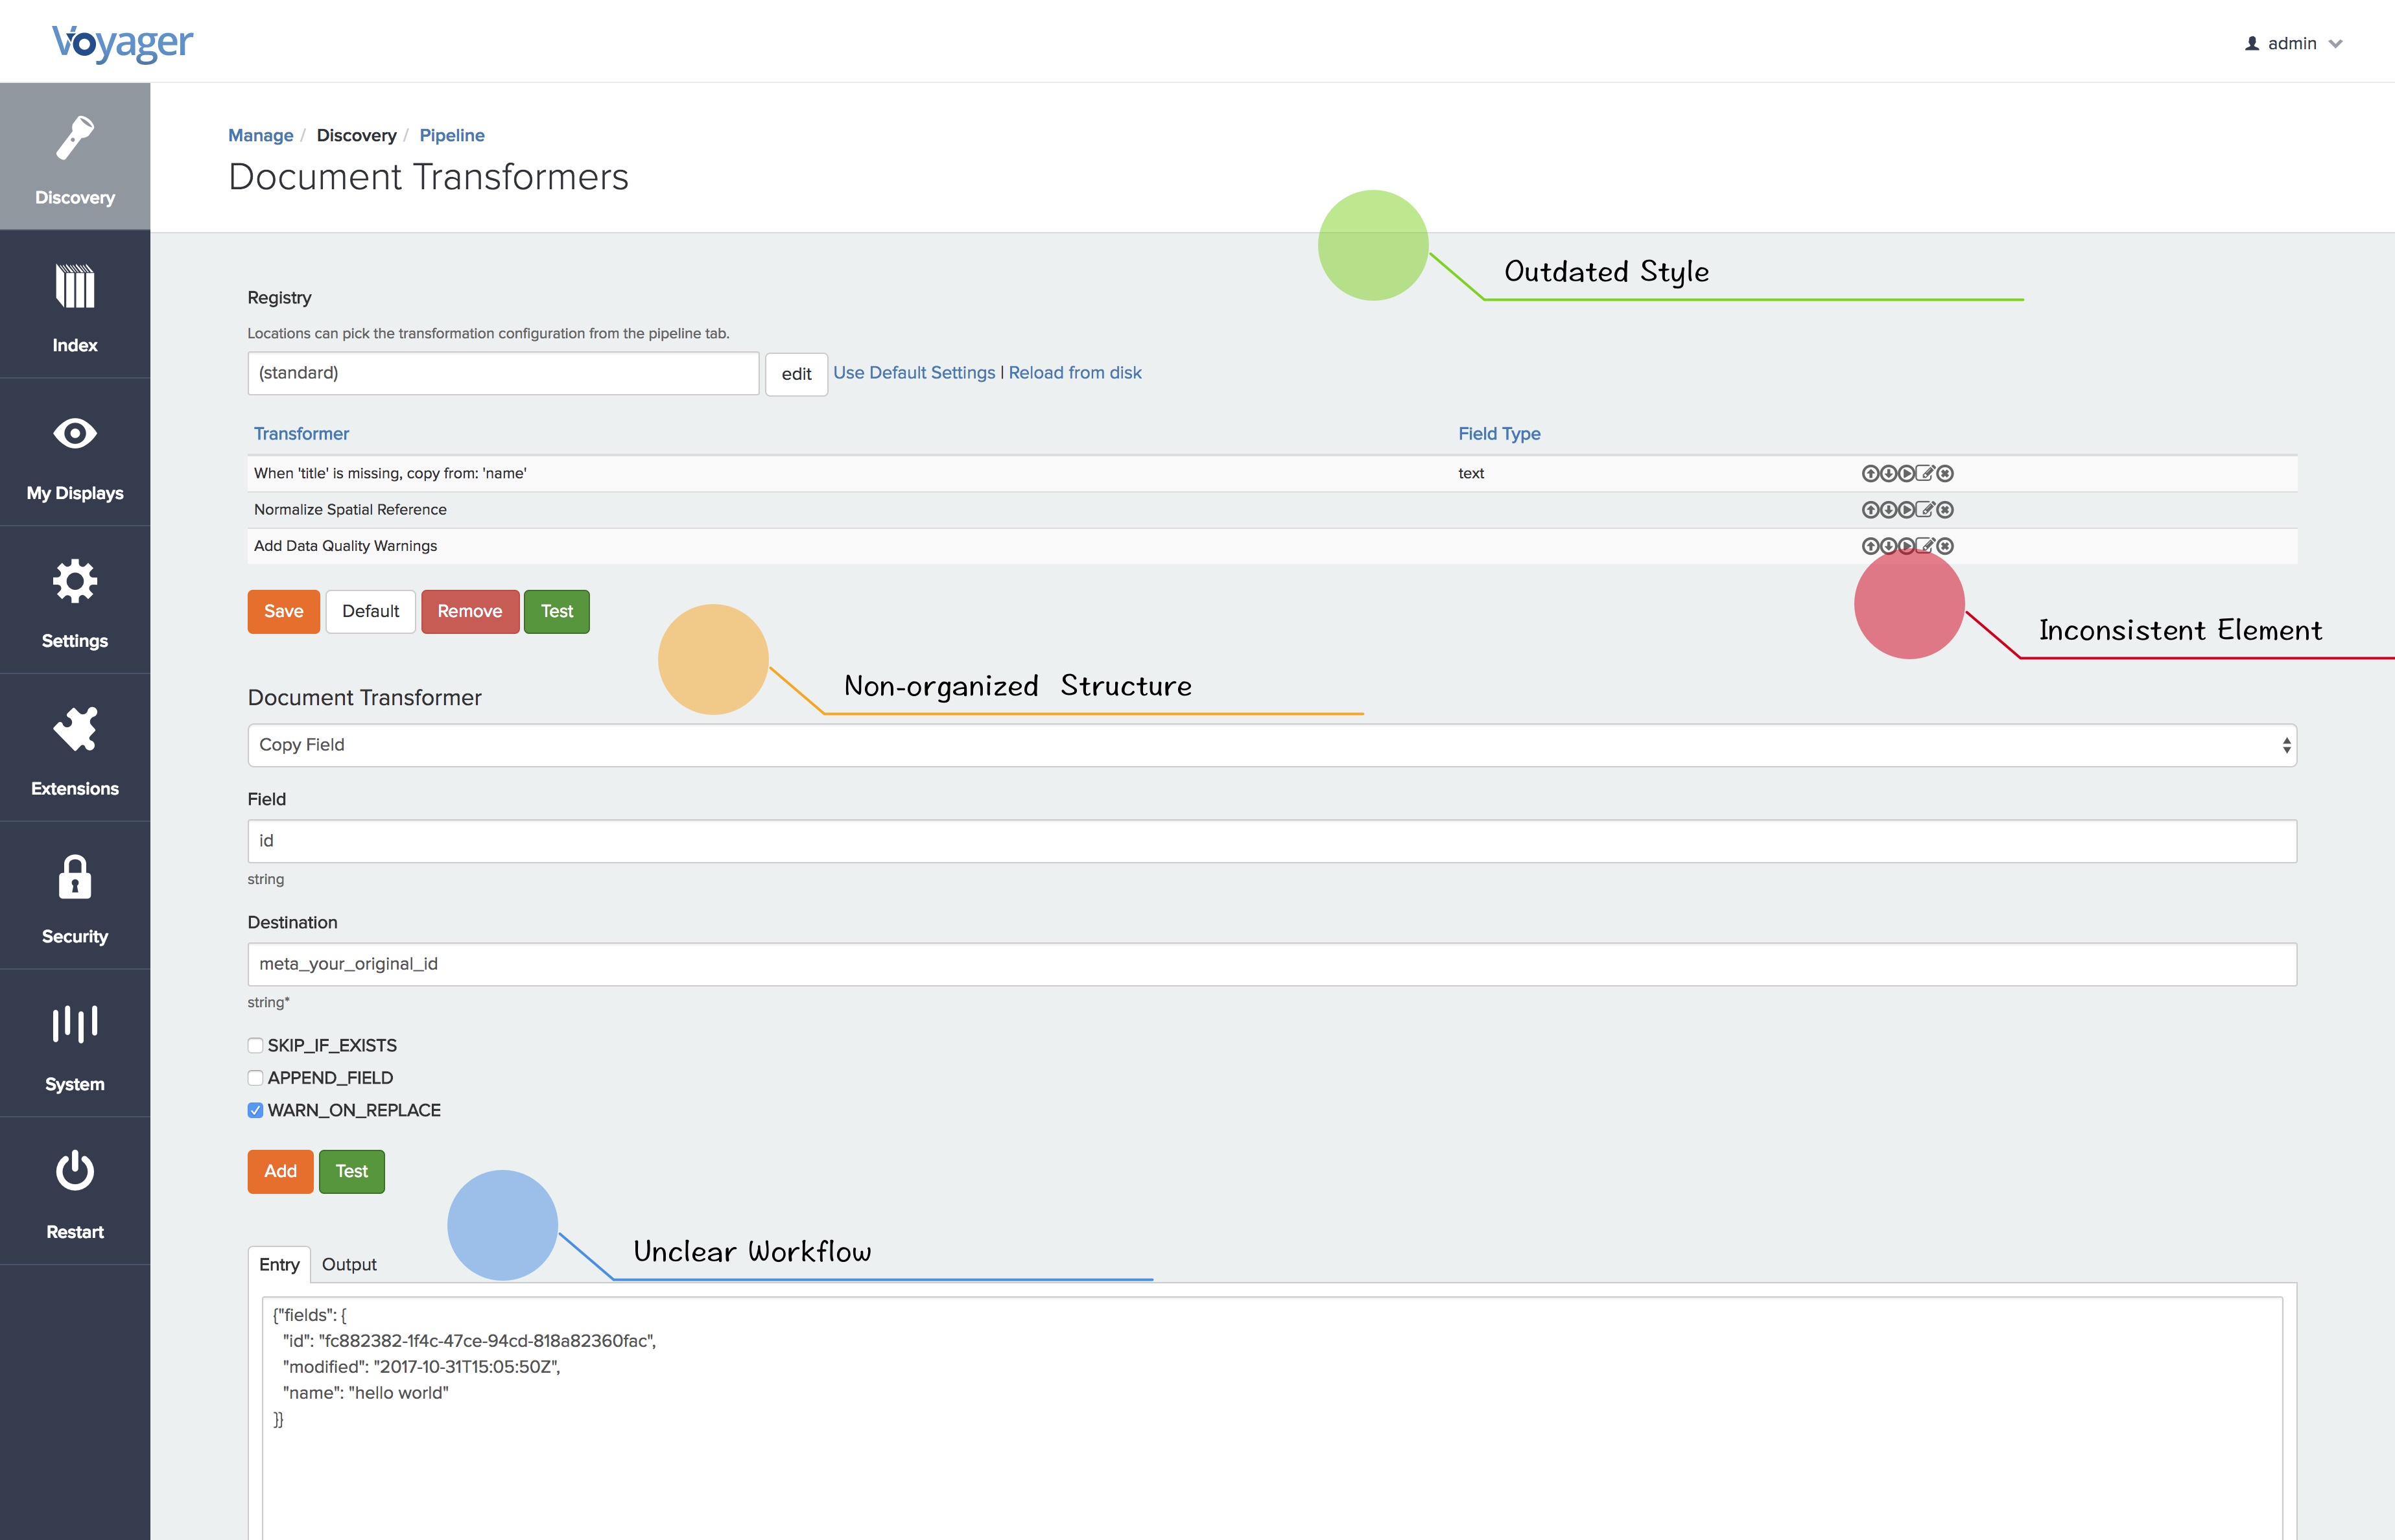 Voyager
admin
Discovery
Index
My Displays
Settings
Extensions
Security
System
Restart
Manage / Discovery / Pipeline
Document Transformers
Outdated Style
Registry
Locations can pick the transformation configuration from the pipeline tab.
(standard) edit Use Default Settings | Reload from disk
Transformer Field Type
When 'title' is missing, copy from: 'name' text
Normalize Spatial Reference
Add Data Quality Warnings
Save Default Remove Test
Inconsistent Element
Non-organized Structure
Document Transformer
Copy Field
Field
id
string
Destination
meta_your_original_id
string*
SKIP_IF_EXISTS
APPEND_FIELD
WARN_ON_REPLACE
Add Test
Unclear Workflow
Entry Output
{"fields": {
"id": "fc882382-1f4c-47ce-94cd-818a82360fac",
"modified": "2017-10-31T15:05:50Z",
"name": "hello world"
}}